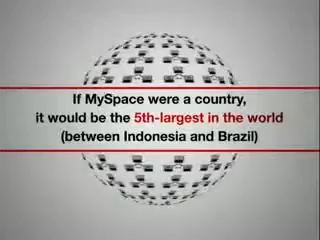 If MySpace were a country,
it would be the 5th-largest in the world
(between Indonesia and Brazil)